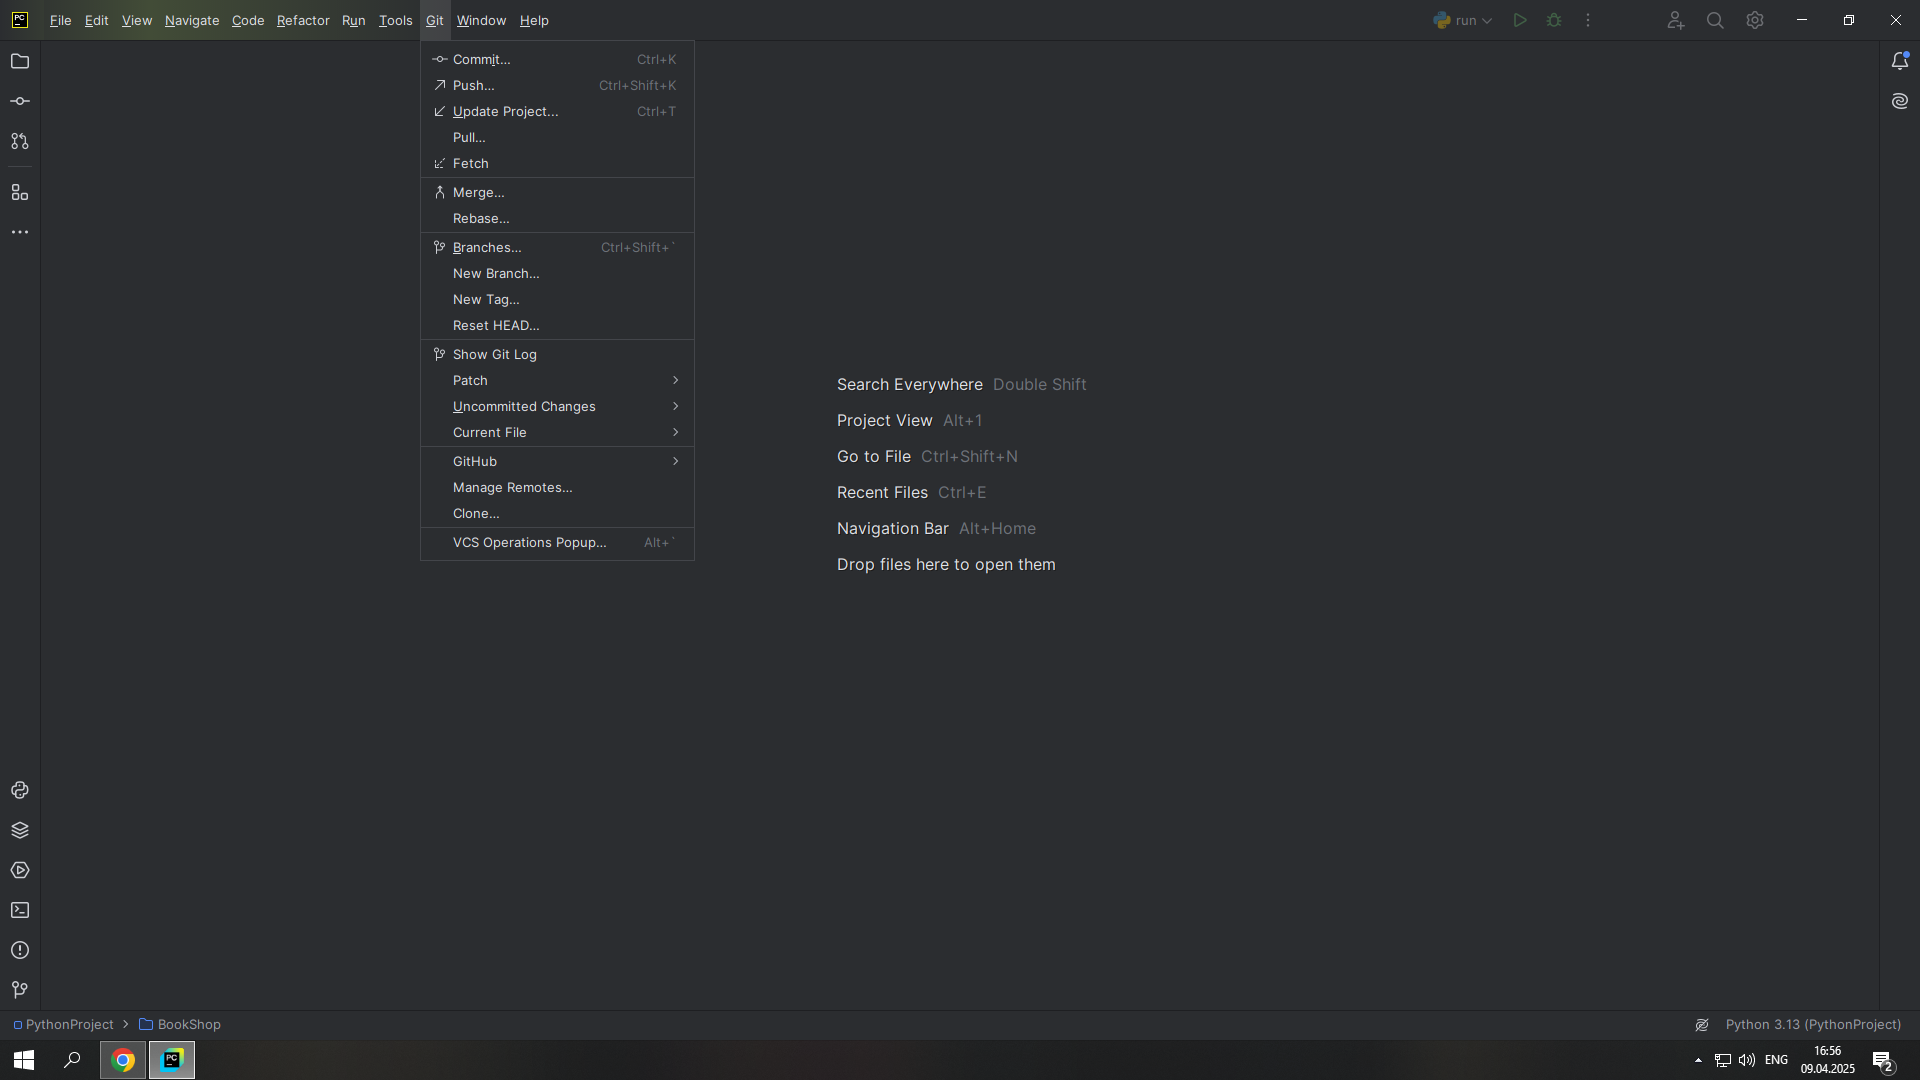 PC File Edit View Navigate Code Refactor Run Tools Git Window Help run
Commit... Ctrl+K
Push... Ctrl+Shift+K
Update Project... Ctrl+T
Pull...
Fetch
Merge...
Rebase...
Branches... Ctrl+Shift+`
New Branch...
New Tag...
Reset HEAD...
Show Git Log
Patch
Uncommitted Changes
Current File
GitHub
Manage Remotes...
Clone...
VCS Operations Popup... Alt+`
Search Everywhere Double Shift
Project View Alt+1
Go to File Ctrl+Shift+N
Recent Files Ctrl+E
Navigation Bar Alt+Home
Drop files here to open them
PythonProject BookShop Python 3.13 (PythonProject)
PC ENG 16:56
09.04.2025 2